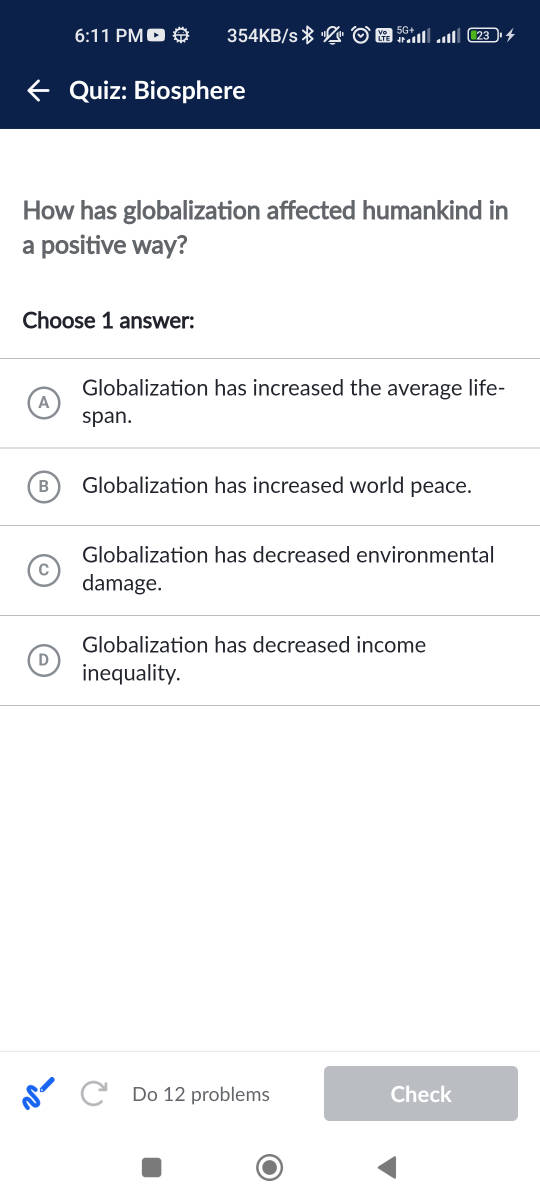 6:11 PM 354KB/s Vo LTE 5G+ 23
Quiz: Biosphere
How has globalization affected humankind in
a positive way?
Choose 1 answer:
A Globalization has increased the average life-
span.
B Globalization has increased world peace.
C Globalization has decreased environmental
damage.
D Globalization has decreased income
inequality.
Do 12 problems Check